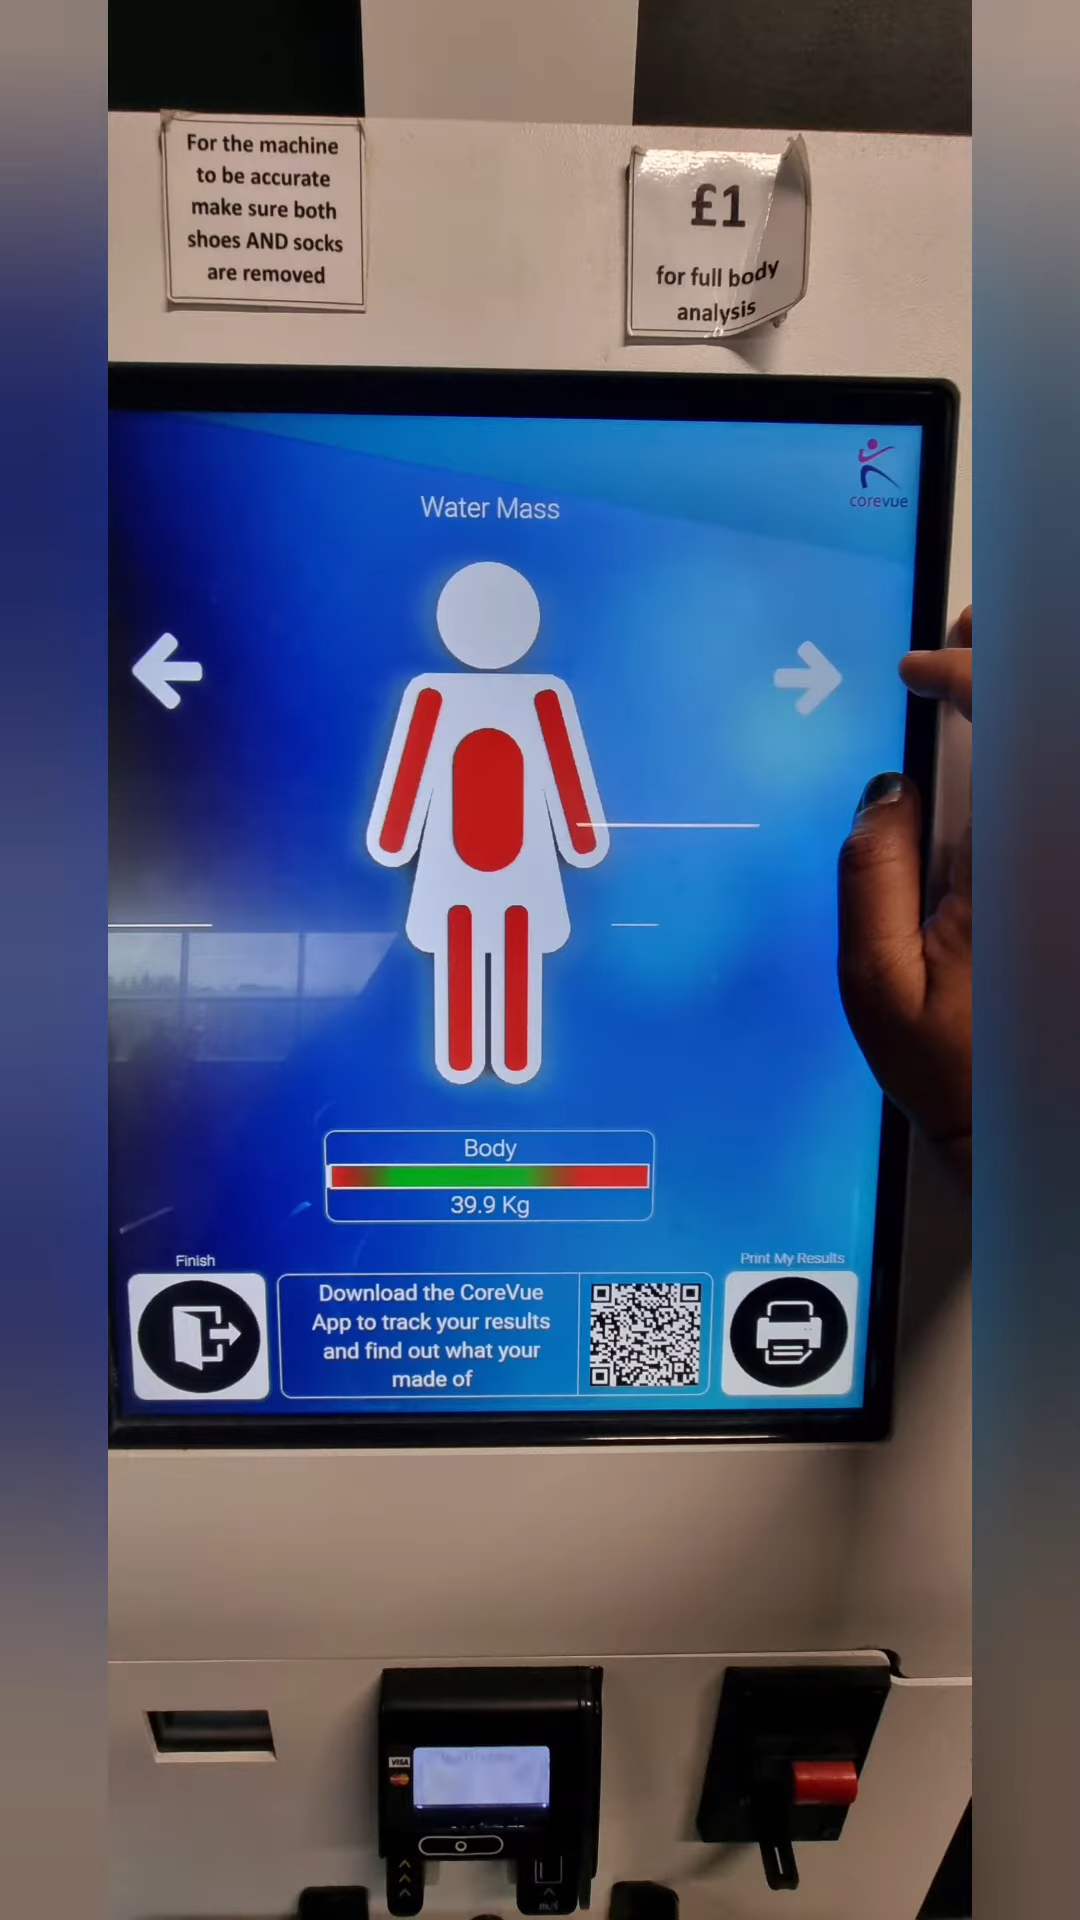 For the machine
to be accurate
make sure both
shoes AND socks
are removed
£1
for full body
analysis
corevue
Water Mass
Body
39.9 Kg
Finish
Download the CoreVue
App to track your results
and find out what your
made of
Print My Results
VISA